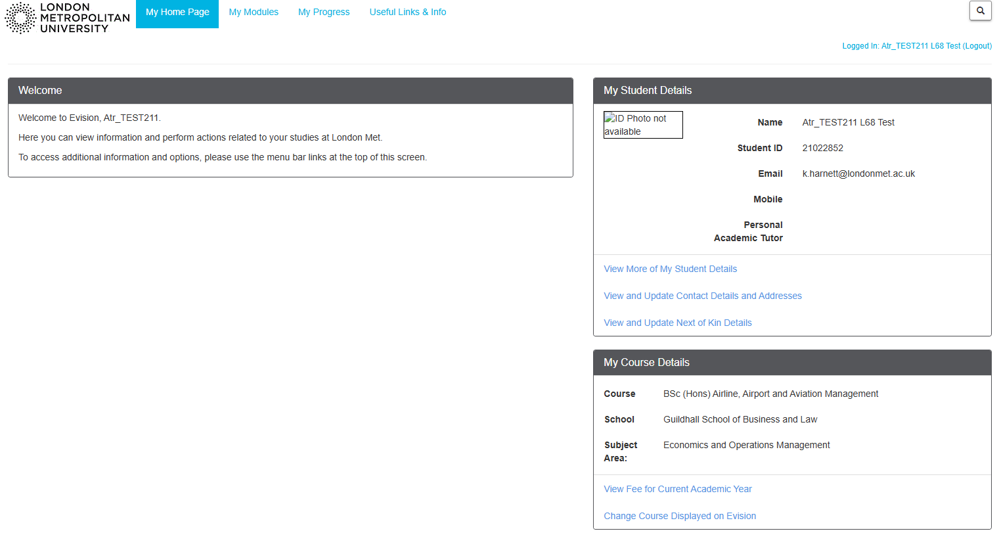 LONDON
METROPOLITAN
UNIVERSITY
My Home Page
My Modules
My Progress
Useful Links & Info
Logged In: Atr_TEST211 L68 Test (Logout)
Welcome
Welcome to Evision, Atr_TEST211.
Here you can view information and perform actions related to your studies at London Met.
To access additional information and options, please use the menu bar links at the top of this screen.
My Student Details
ID Photo not
available
Name Atr_TEST211 L68 Test
Student ID 21022852
Email k.harnett@londonmet.ac.uk
Mobile
Personal
Academic Tutor
View More of My Student Details
View and Update Contact Details and Addresses
View and Update Next of Kin Details
My Course Details
Course BSc (Hons) Airline, Airport and Aviation Management
School Guildhall School of Business and Law
Subject Economics and Operations Management
Area:
View Fee for Current Academic Year
Change Course Displayed on Evision